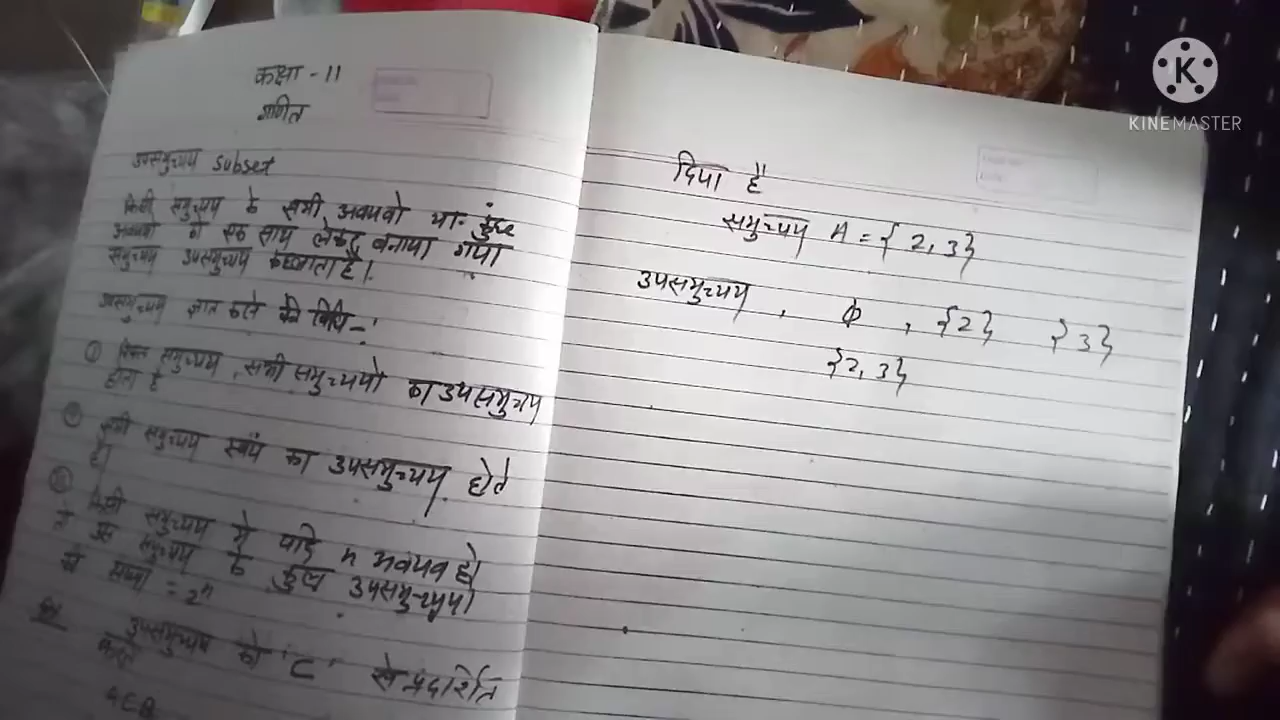 कक्षा - 11
गणित
उपसमुच्चय subset
किसी समुच्चय के सभी अवयवो या कुछ
अवयवो को एक साथ लेकर बनाया गया
समुच्चय उपसमुच्चय कहलाता है।
उपसमुच्चय ज्ञात करने की विधि -:
① रिक्त समुच्चय, सभी समुच्चयो का उपसमुच्चय
होता है
सभी समुच्चय स्वयं का उपसमुच्चय होते
है।
किसी समुच्चय मे यदि n अवयव हो
तो उस समुच्चय के कुल उपसमुच्चयो
की संख्या = 2ⁿ
उपसमुच्चय को 'C' से प्रदर्शित
करते
दिया है
समुच्चय A = { 2, 3}
उपसमुच्चय, Φ , {2} {3}
{2, 3}
KINEMASTER